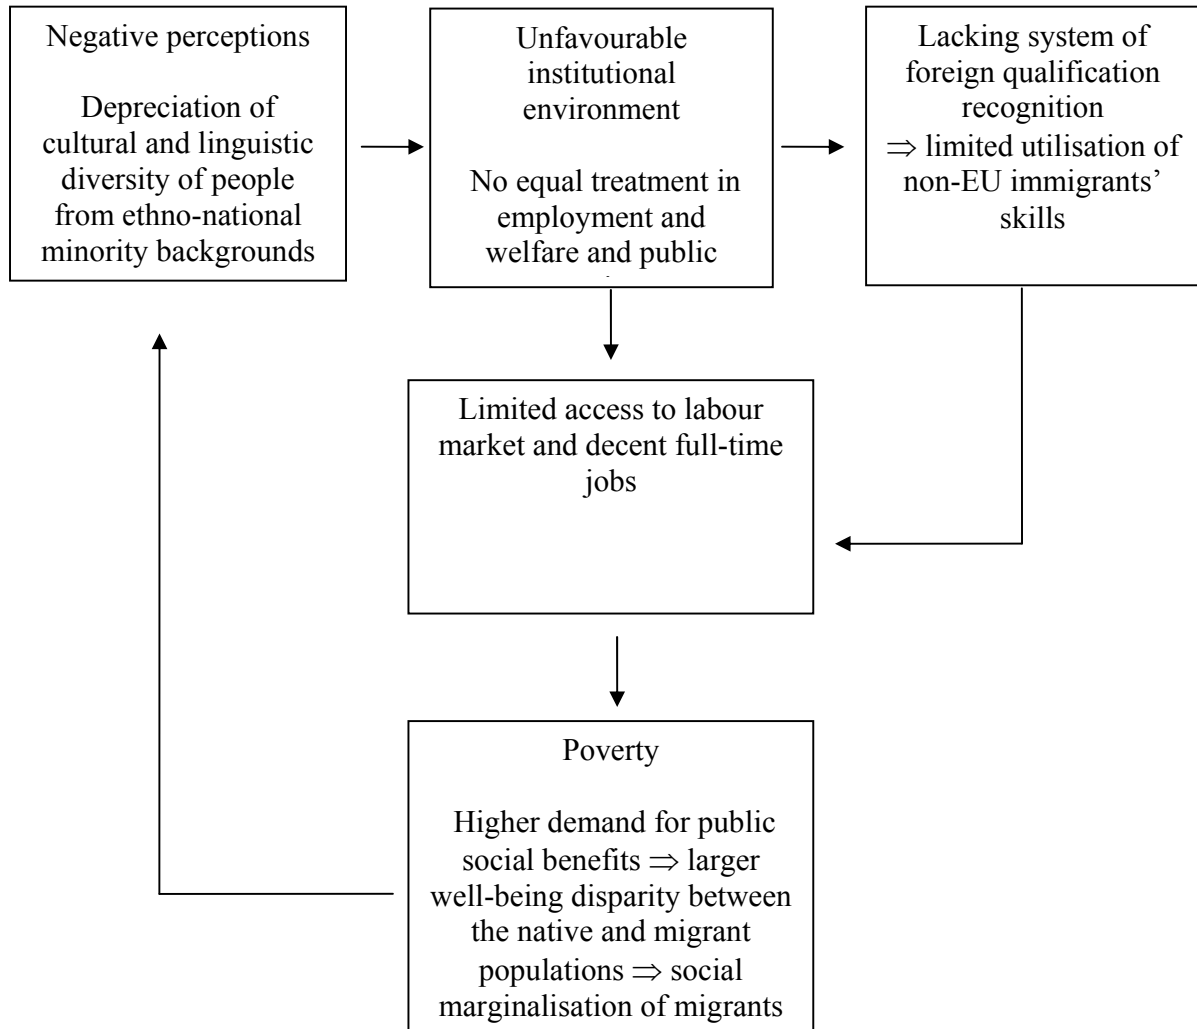 Negative perceptions
Depreciation of
cultural and linguistic
diversity of people
from ethno-national
minority backgrounds
Unfavourable
institutional
environment
No equal treatment in
employment and
welfare and public
Lacking system of
foreign qualification
recognition
⇒ limited utilisation of
non-EU immigrants’
skills
Limited access to labour
market and decent full-time
jobs
Poverty
Higher demand for public
social benefits ⇒ larger
well-being disparity between
the native and migrant
populations ⇒ social
marginalisation of migrants